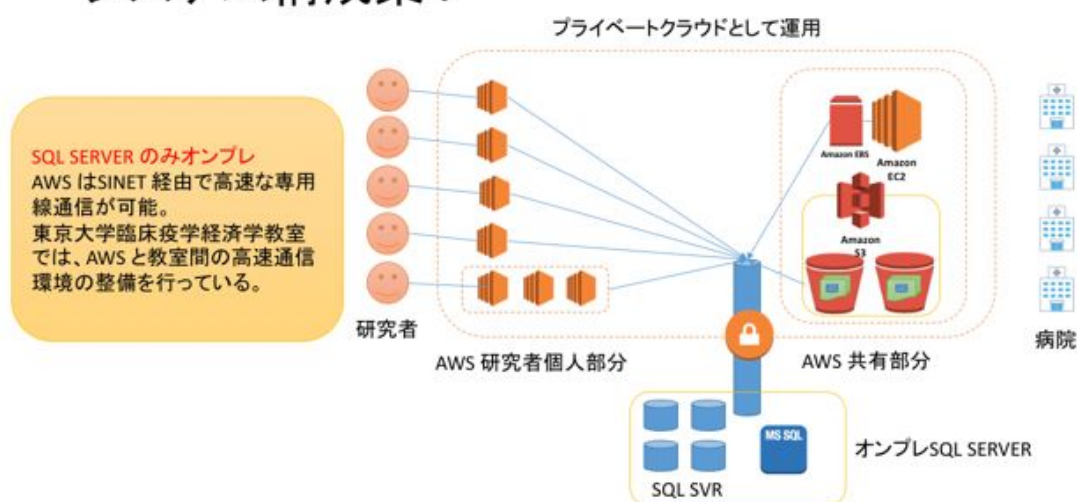 プライベートクラウドとして運用
SQL SERVER のみオンプレ
AWS はSINET 経由で高速な専用
線通信が可能。
東京大学臨床疫学経済学教室
では、AWS と教室間の高速通信
環境の整備を行っている。
研究者
AWS 研究者個人部分
Amazon EBS
Amazon
EC2
Amazon
S3
AWS 共有部分
病院
SQL SVR
MS SQL
オンプレSQL SERVER